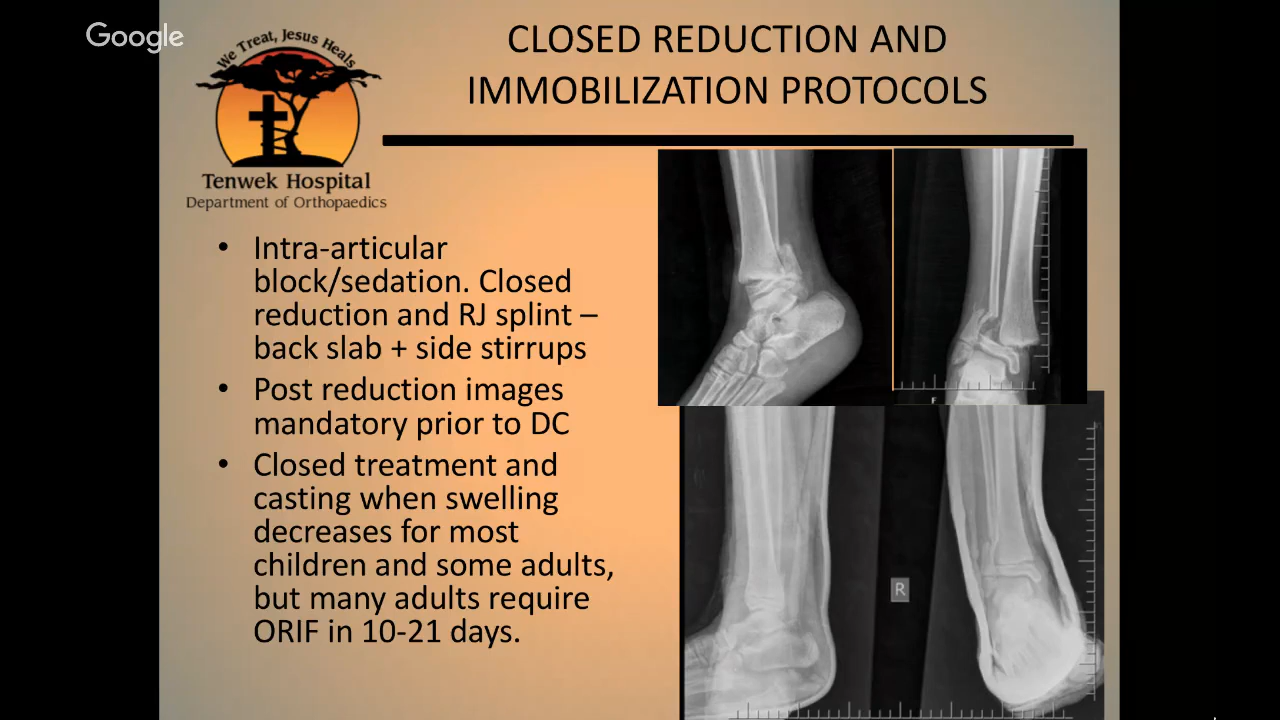 Google
We Treat, Jesus Heals
Tenwek Hospital
Department of Orthopaedics
CLOSED REDUCTION AND
IMMOBILIZATION PROTOCOLS
• Intra-articular
block/sedation. Closed
reduction and RJ splint –
back slab + side stirrups
• Post reduction images
mandatory prior to DC
• Closed treatment and
casting when swelling
decreases for most
children and some adults,
but many adults require
ORIF in 10-21 days.
F
R